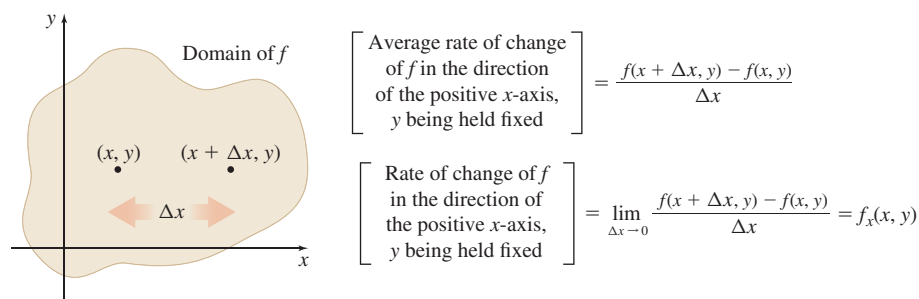 y
Domain of f
(x, y) (x + Δx, y)
Δx
x
Average rate of change
of f in the direction
of the positive x-axis,
y being held fixed
= f(x + Δx, y) − f(x, y) / Δx
Rate of change of f
in the direction of
the positive x-axis,
y being held fixed
= lim Δx→0 f(x + Δx, y) − f(x, y) / Δx = fₓ(x, y)